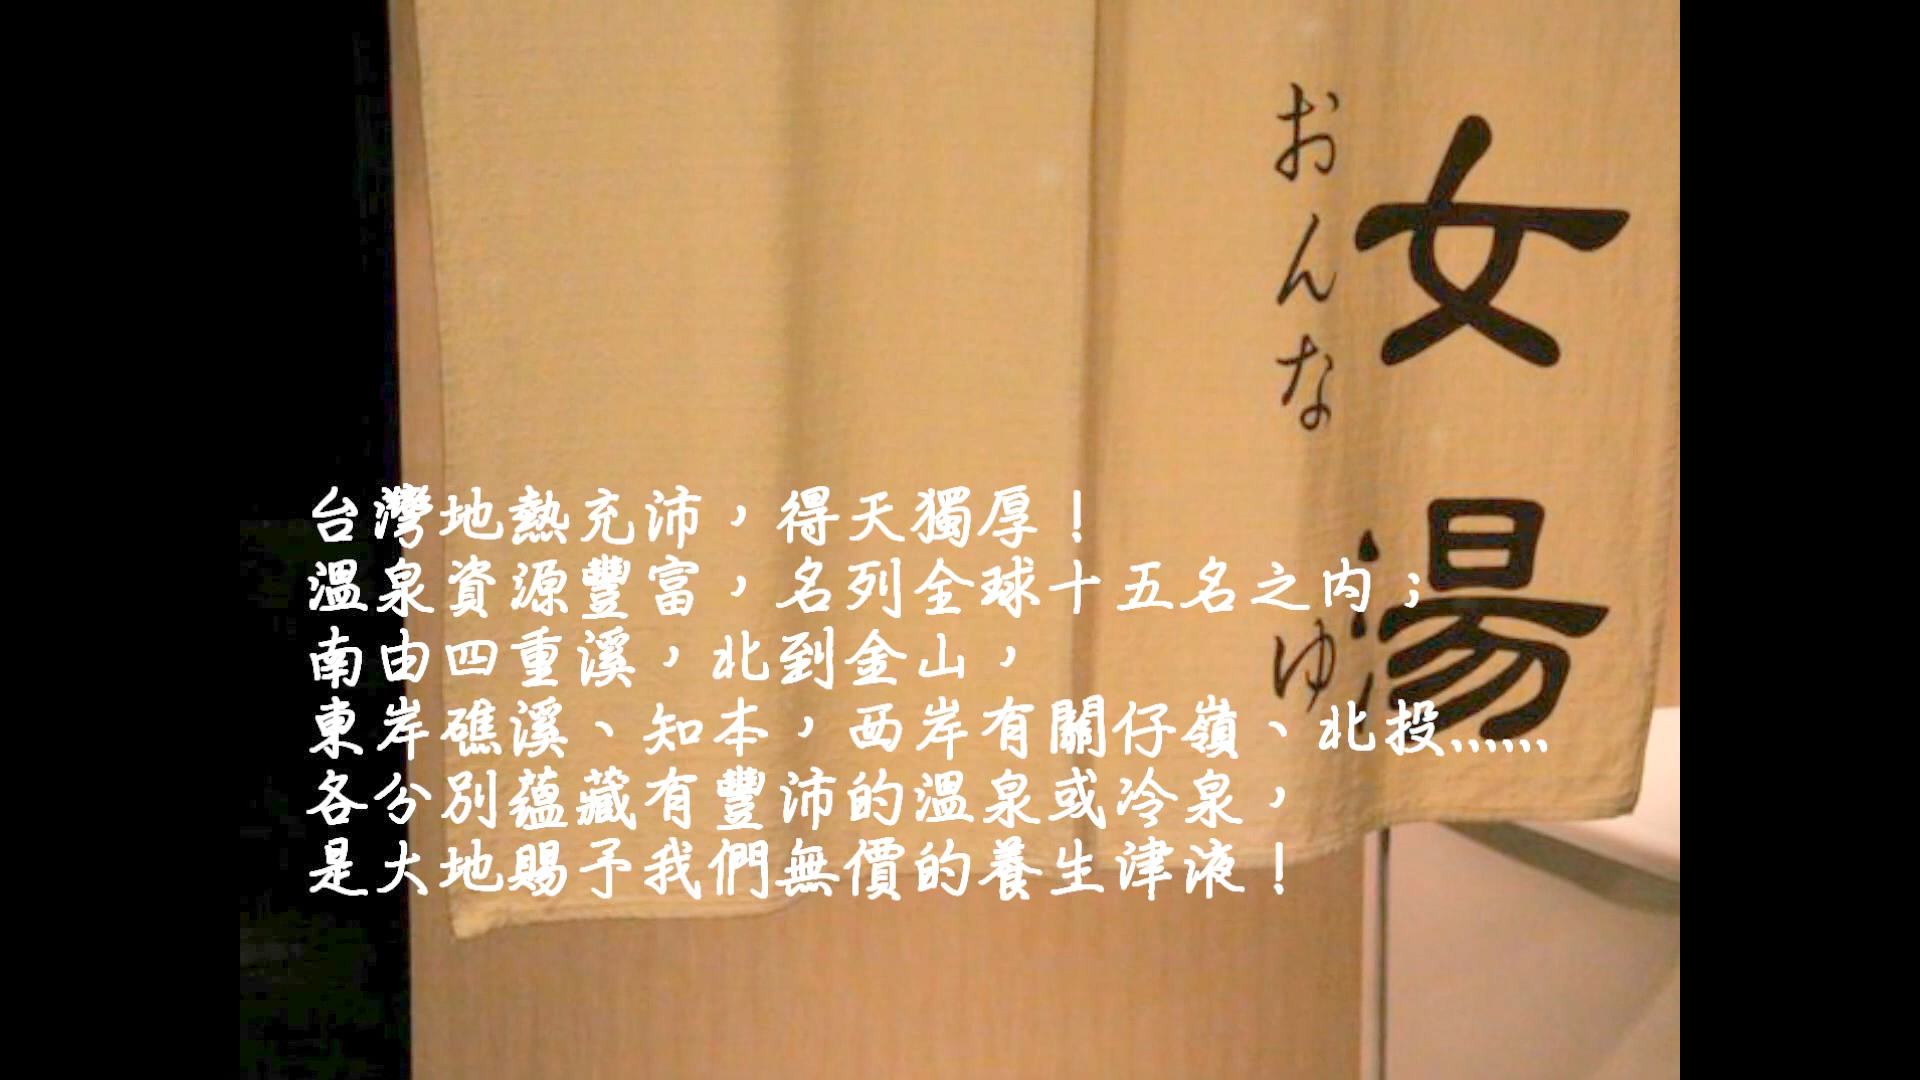 女湯
おんな ゆ
台灣地熱充沛，得天獨厚！
溫泉資源豐富，名列全球十五名之內；
南由四重溪，北到金山，
東岸礁溪、知本，西岸有關仔嶺、北投......
各分別蘊藏有豐沛的溫泉或冷泉，
是大地賜予我們無價的養生津液！